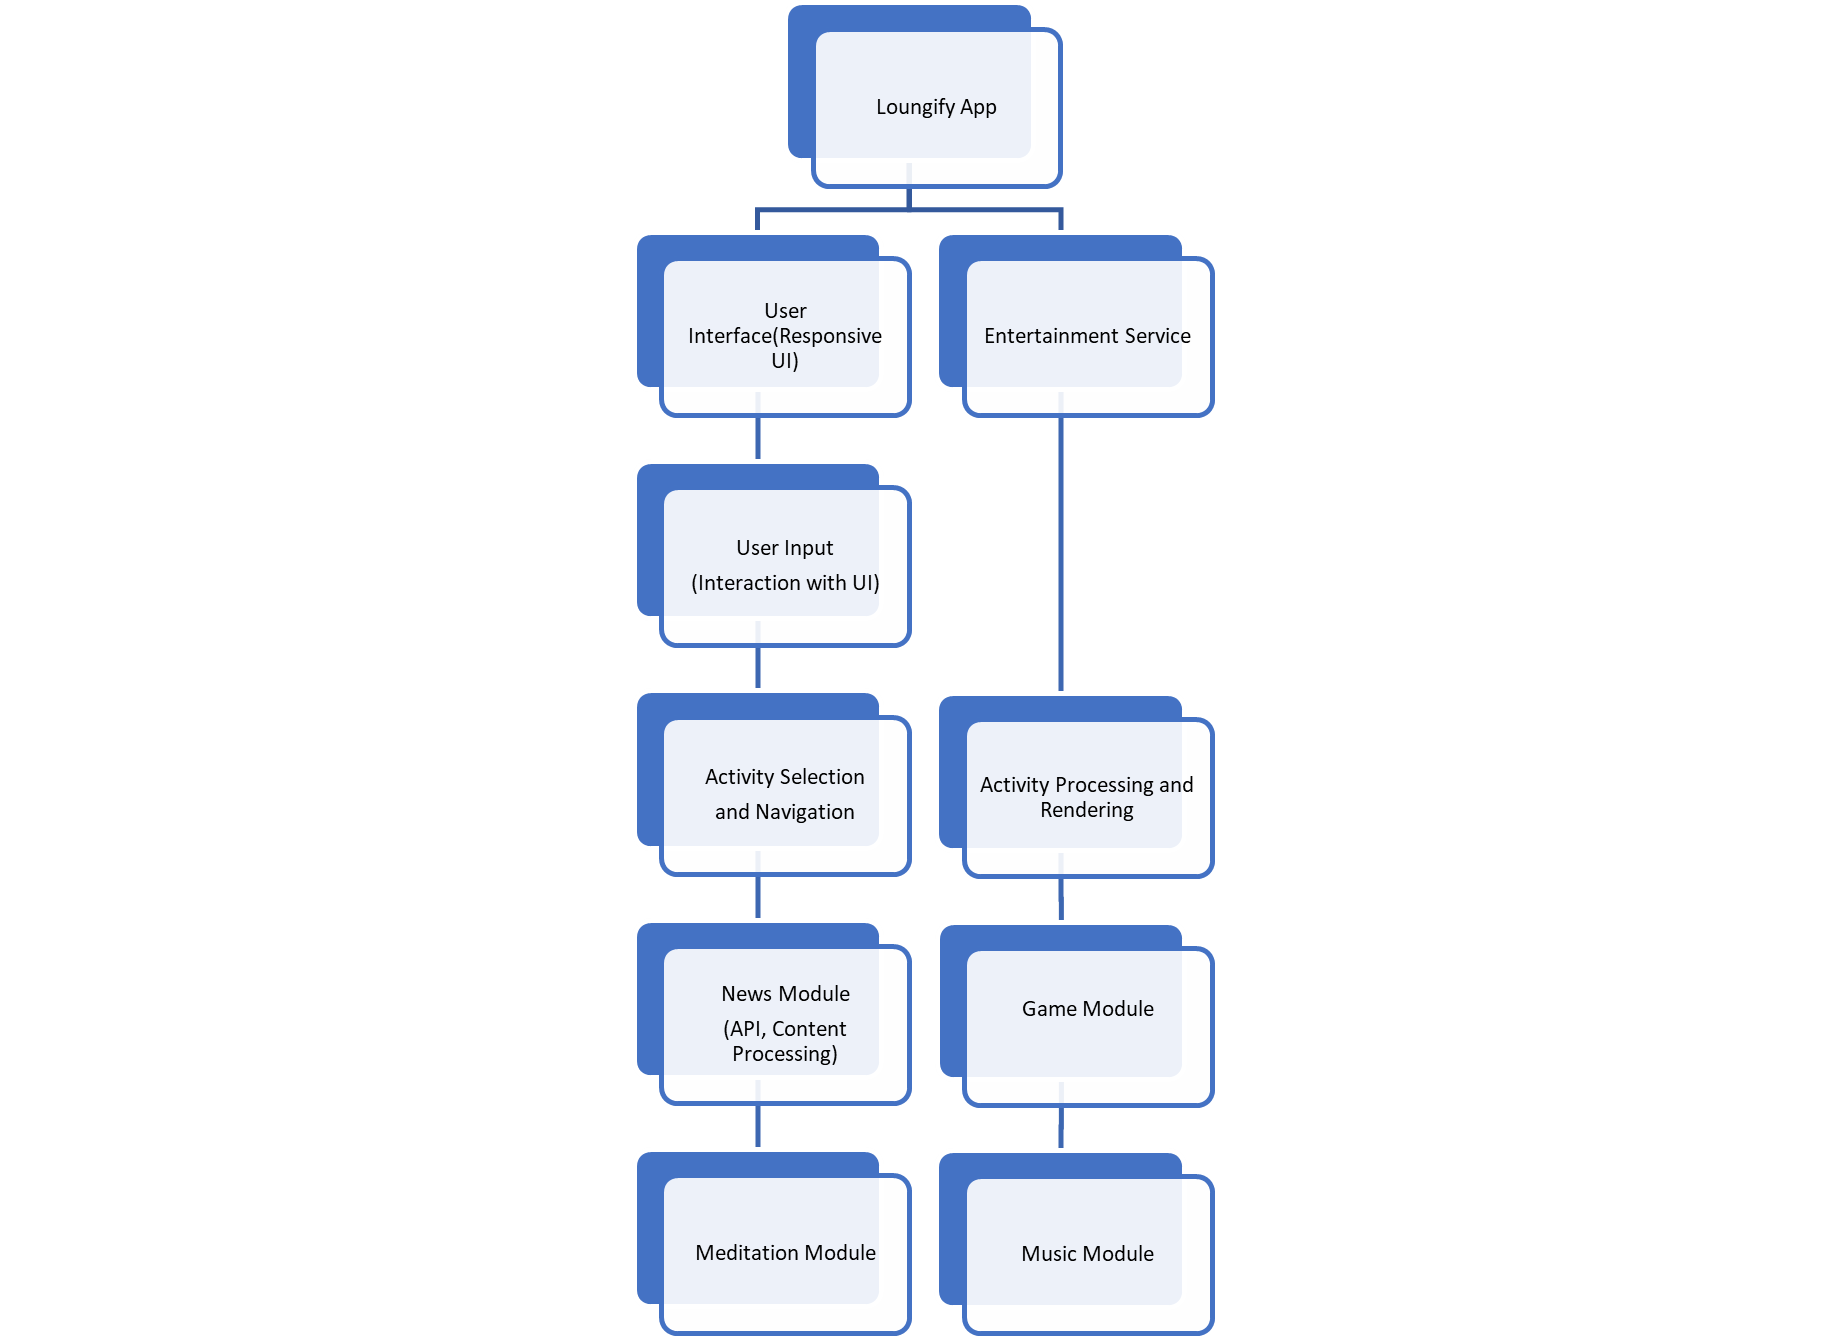 Loungify App
User
Interface(Responsive
UI)
Entertainment Service
User Input
(Interaction with UI)
Activity Selection
and Navigation
Activity Processing and
Rendering
News Module
(API, Content
Processing)
Game Module
Meditation Module
Music Module